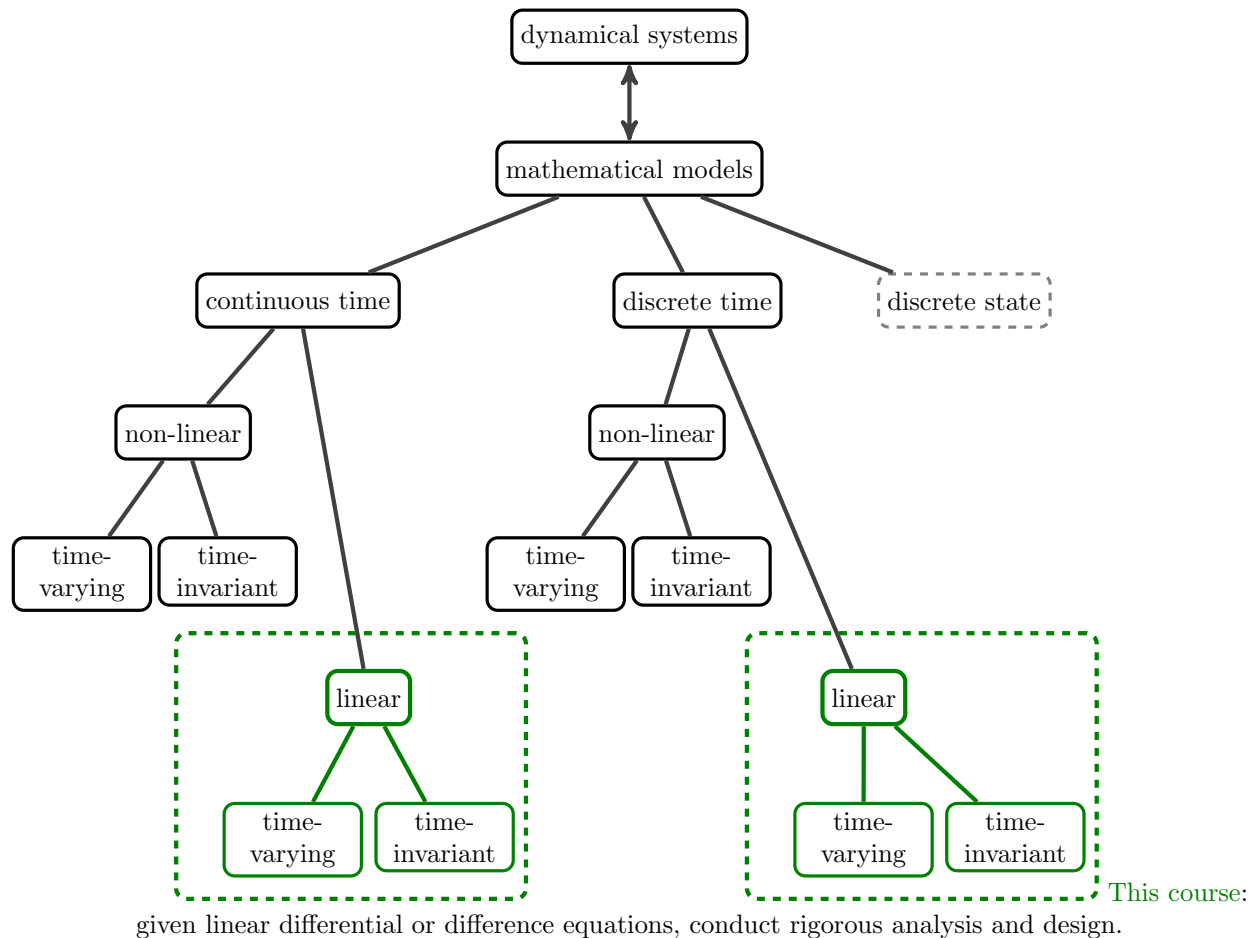 dynamical systems
mathematical models
continuous time
discrete time
discrete state
non-linear
non-linear
time-
varying
time-
invariant
time-
varying
time-
invariant
linear
linear
time-
varying
time-
invariant
time-
varying
time-
invariant
This course:
given linear differential or difference equations, conduct rigorous analysis and design.